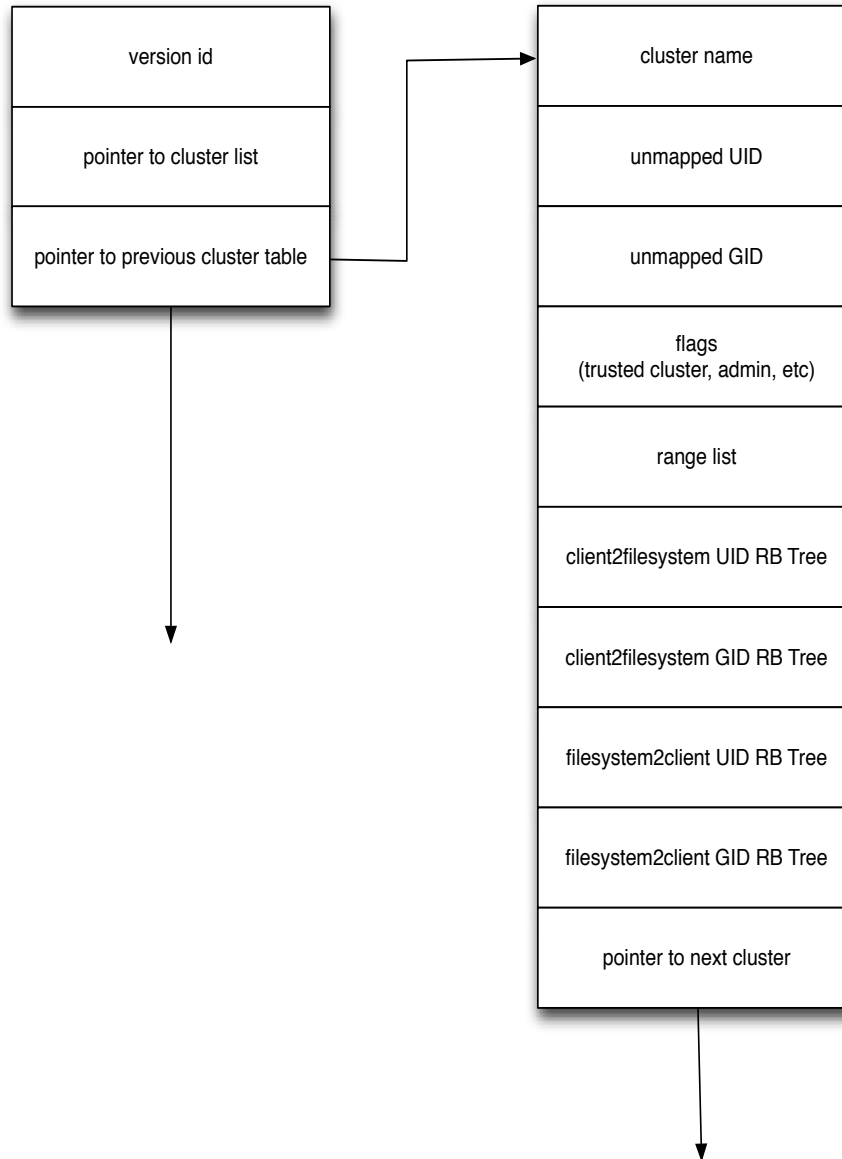 version id
pointer to cluster list
pointer to previous cluster table
cluster name
unmapped UID
unmapped GID
flags
(trusted cluster, admin, etc)
range list
client2filesystem UID RB Tree
client2filesystem GID RB Tree
filesystem2client UID RB Tree
filesystem2client GID RB Tree
pointer to next cluster